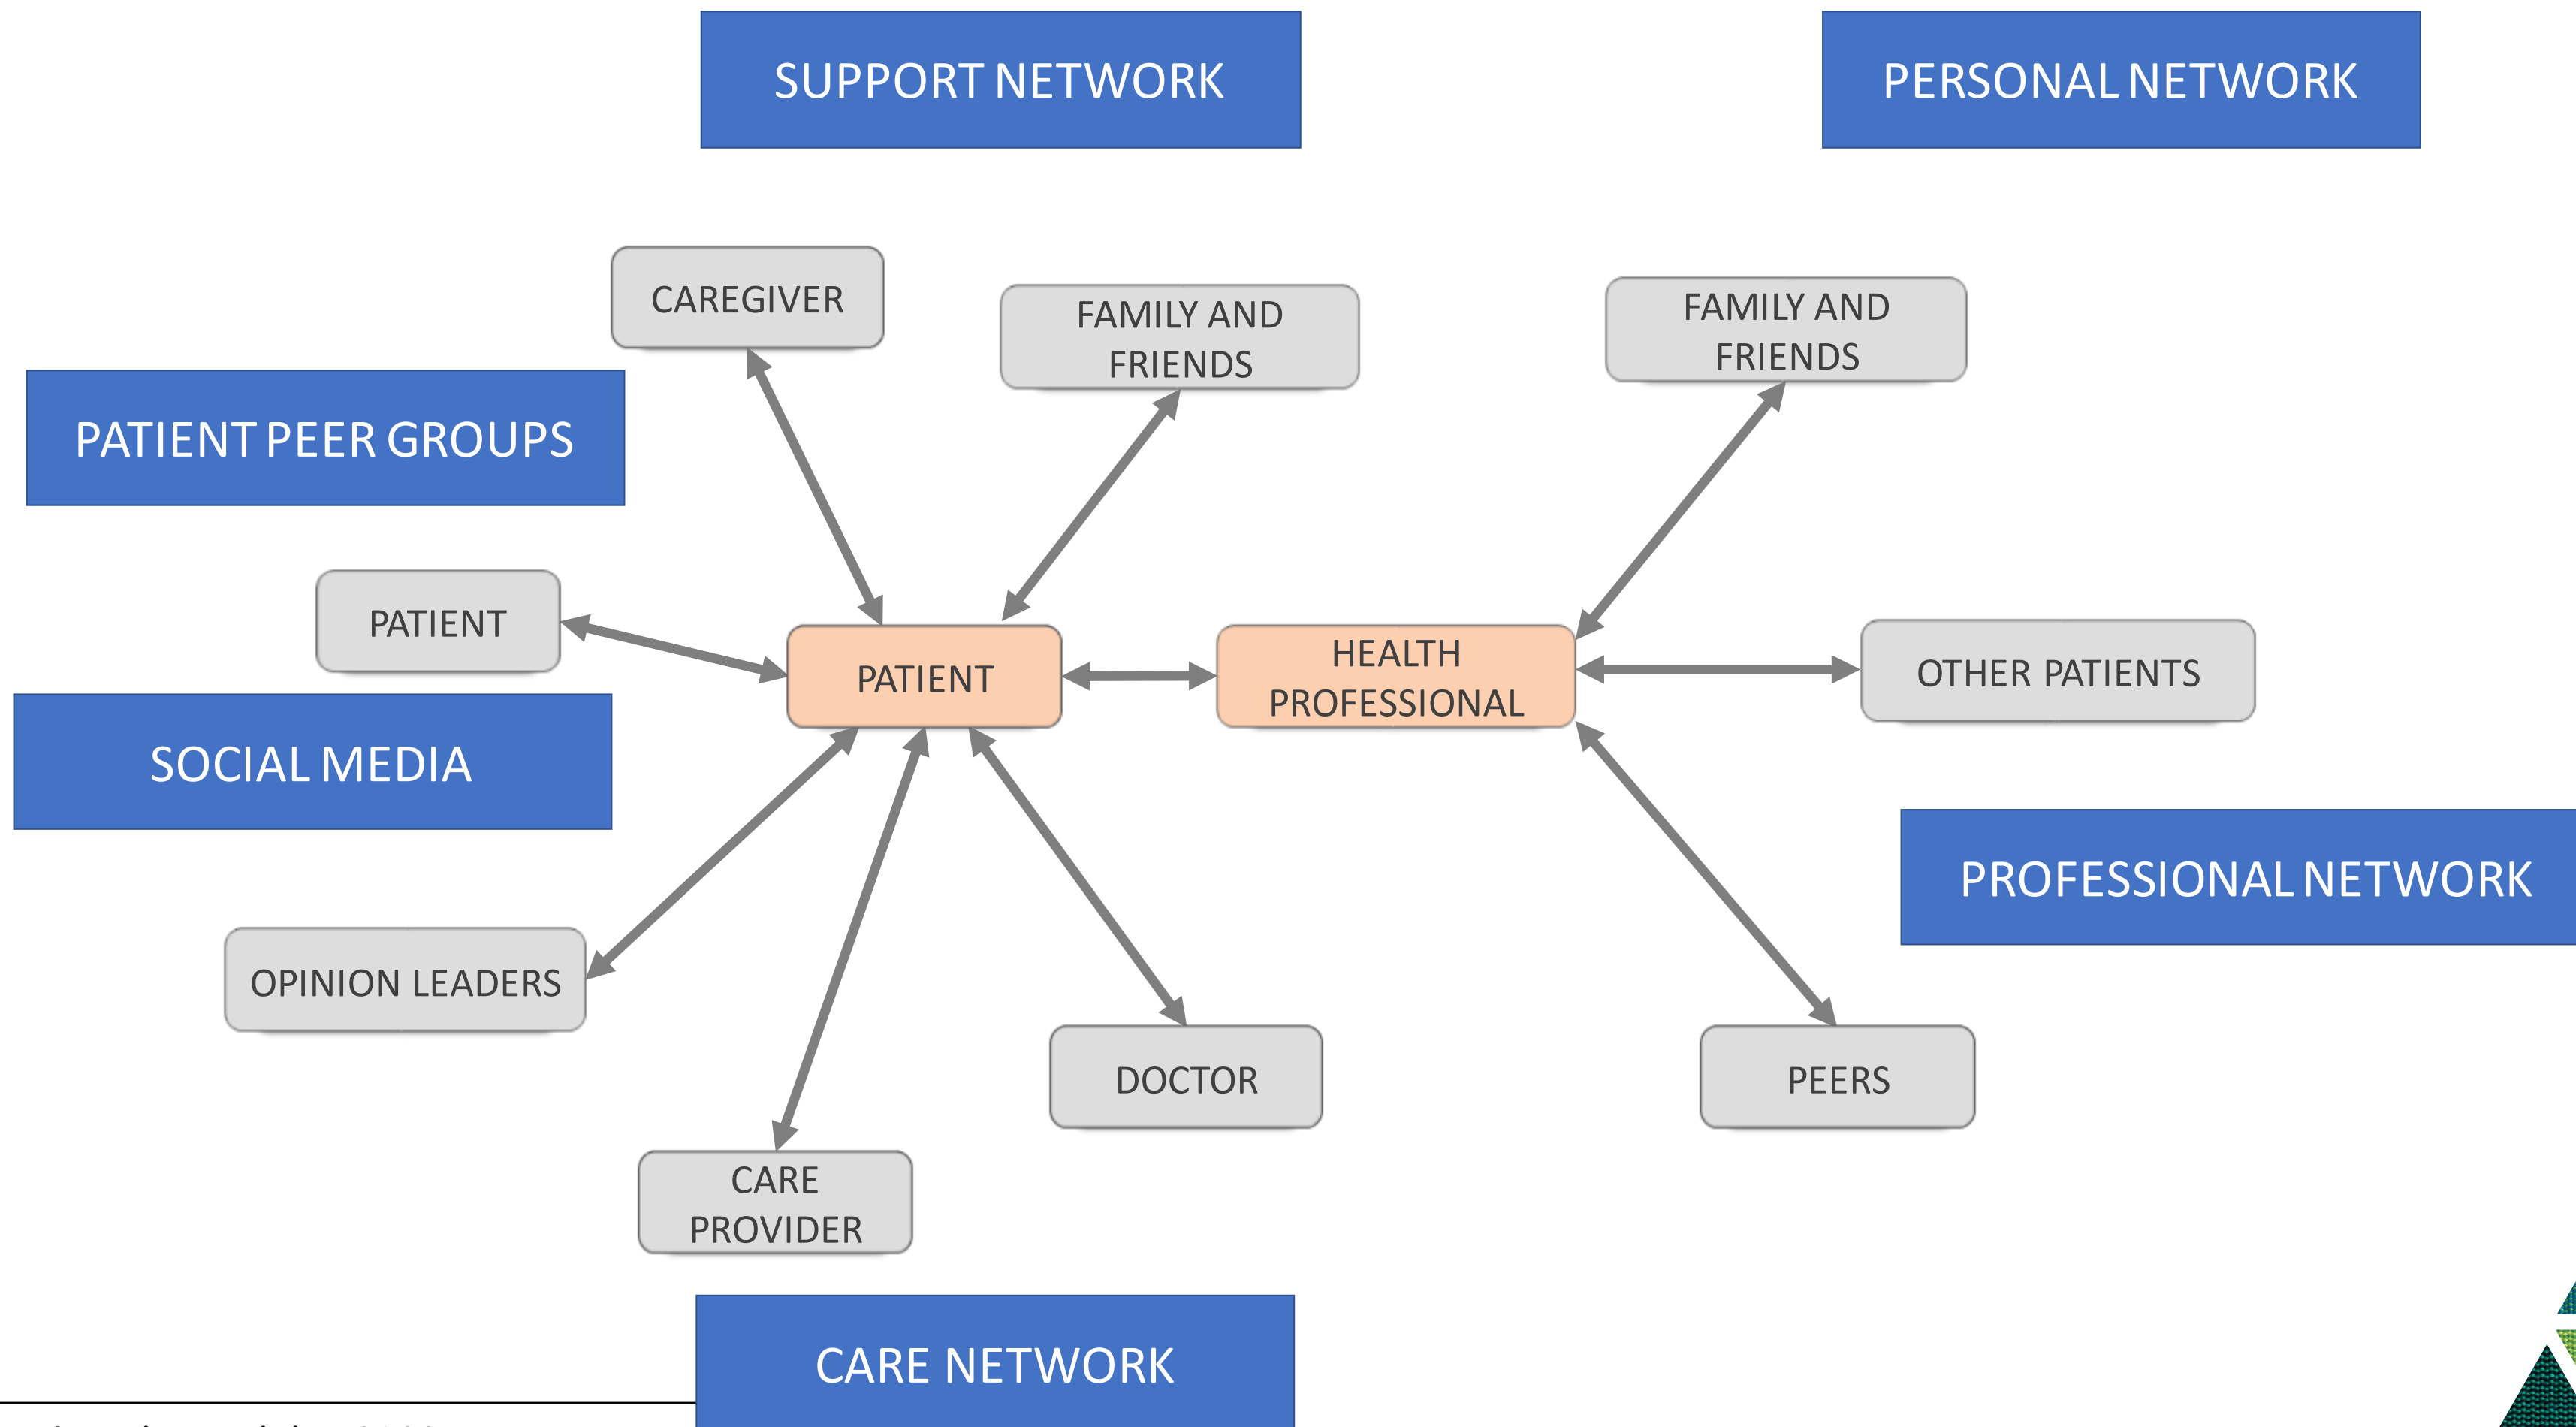 SUPPORT NETWORK
PERSONAL NETWORK
CAREGIVER
FAMILY AND
FRIENDS
FAMILY AND
FRIENDS
PATIENT PEER GROUPS
PATIENT
PATIENT
HEALTH
PROFESSIONAL
OTHER PATIENTS
SOCIAL MEDIA
PROFESSIONAL NETWORK
OPINION LEADERS
DOCTOR
PEERS
CARE
PROVIDER
CARE NETWORK